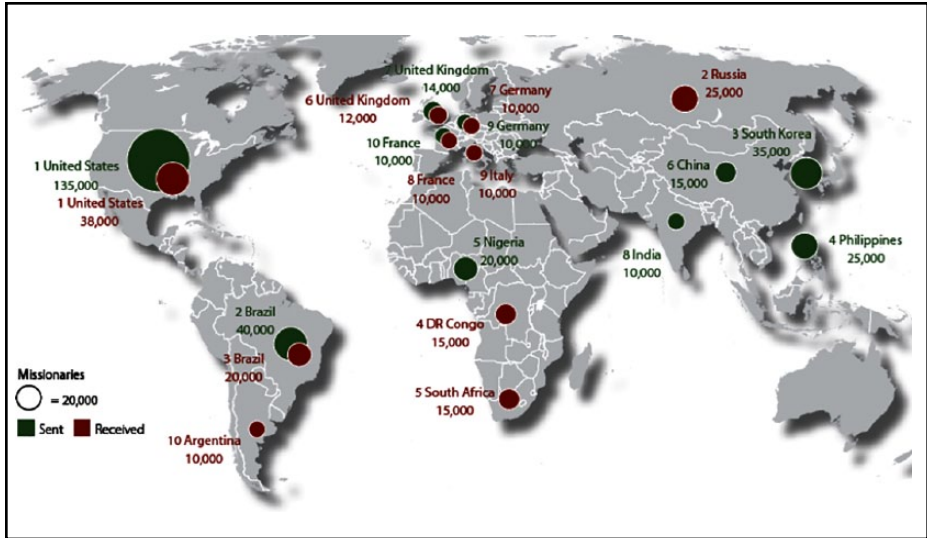 7 United Kingdom
14,000
6 United Kingdom
12,000
7 Germany
10,000
2 Russia
25,000
10 France
10,000
9 Germany
10,000
3 South Korea
35,000
1 United States
135,000
6 China
15,000
8 France
10,000
9 Italy
10,000
1 United States
38,000
5 Nigeria
20,000
8 India
10,000
4 Philippines
25,000
2 Brazil
40,000
4 DR Congo
15,000
3 Brazil
20,000
Missionaries
= 20,000
Sent
Received
5 South Africa
15,000
10 Argentina
10,000